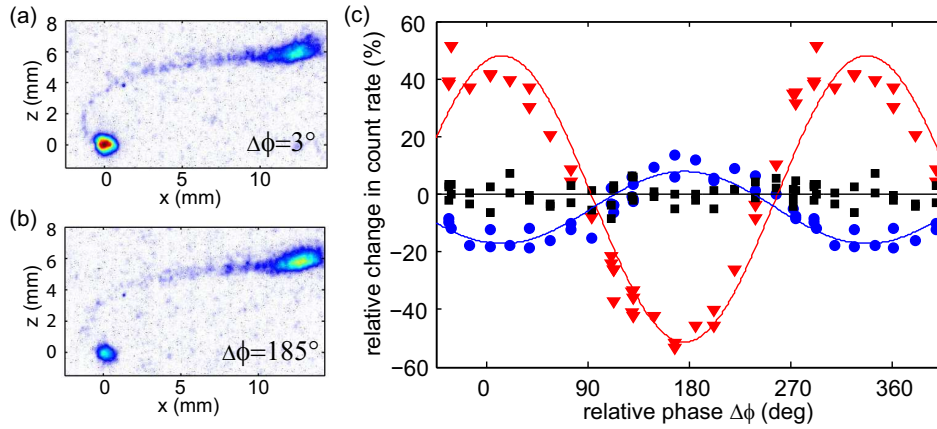 (a)
8
6
4
2
0
z (mm)
Δϕ=3°
0 5 10
x (mm)
(b)
8
6
4
2
0
z (mm)
Δϕ=185°
0 5 10
x (mm)
(c)
60
40
20
0
−20
−40
−60
relative change in count rate (%)
0 90 180 270 360
relative phase Δϕ (deg)